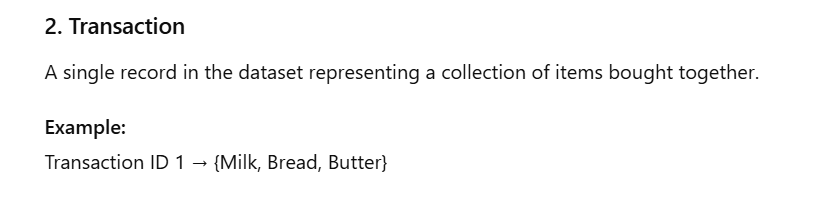 2. Transaction
A single record in the dataset representing a collection of items bought together.
Example:
Transaction ID 1 → {Milk, Bread, Butter}